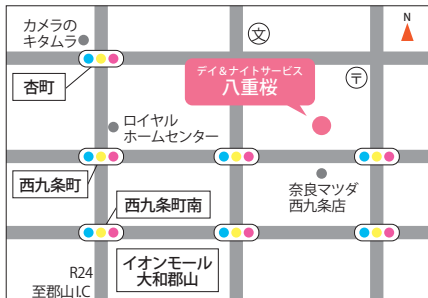 カメラの
キタムラ
文
N
デイ&ナイトサービス
八重桜
〒
杏町
ロイヤル
ホームセンター
西九条町
奈良マツダ
西九条店
西九条町南
イオンモール
大和郡山
R24
至郡山I.C